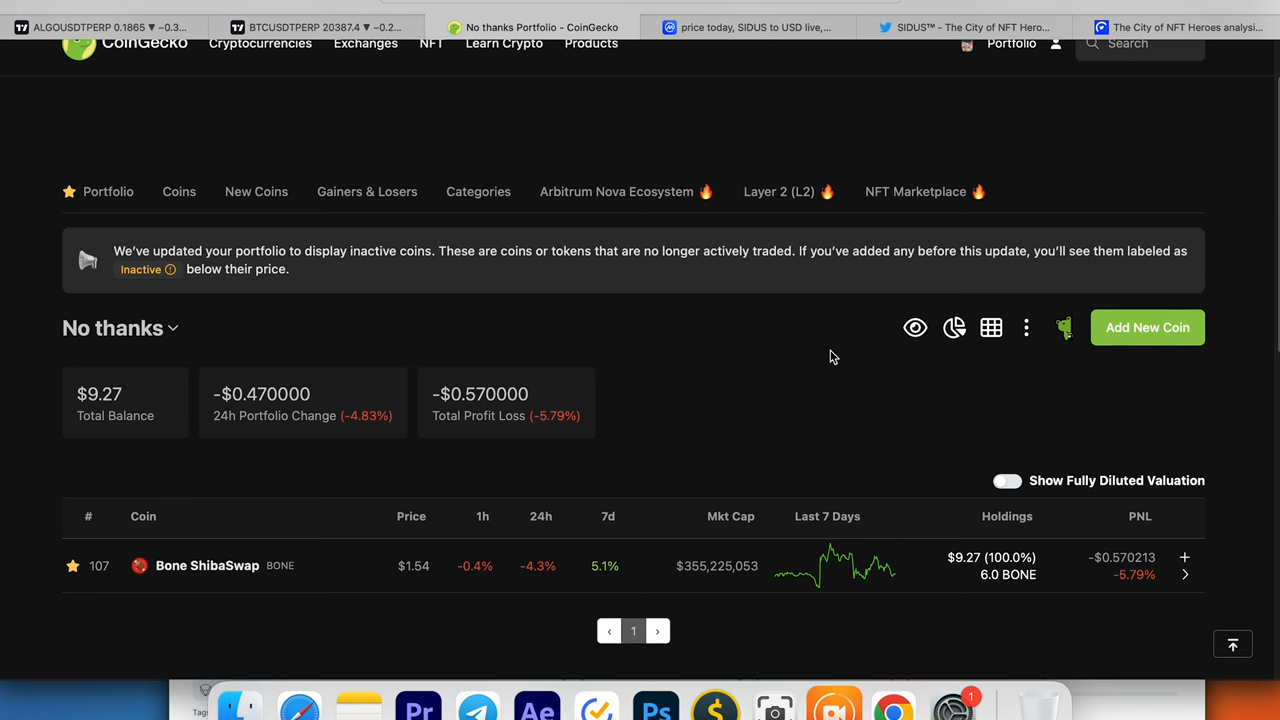 ALGOUSDTPERP 0.1865 ▼ −0.3...
BTCUSDTPERP 20387.4 ▼ −0.2...
No thanks Portfolio - CoinGecko
price today, SIDUS to USD live,...
SIDUS™ - The City of NFT Hero...
The City of NFT Heroes analysi...
CoinGecko
Cryptocurrencies
Exchanges
NFT
Learn Crypto
Products
Portfolio
Search
Portfolio
Coins
New Coins
Gainers & Losers
Categories
Arbitrum Nova Ecosystem 🔥
Layer 2 (L2) 🔥
NFT Marketplace 🔥
We've updated your portfolio to display inactive coins. These are coins or tokens that are no longer actively traded. If you've added any before this update, you'll see them labeled as
Inactive below their price.
No thanks
Add New Coin
$9.27
Total Balance
-$0.470000
24h Portfolio Change (-4.83%)
-$0.570000
Total Profit Loss (-5.79%)
Show Fully Diluted Valuation
# Coin Price 1h 24h 7d Mkt Cap Last 7 Days Holdings PNL
107 Bone ShibaSwap BONE $1.54 -0.4% -4.3% 5.1% $355,225,053
$9.27 (100.0%)
6.0 BONE
-$0.570213
-5.79%
‹ 1 ›
Tags
Pr
Ae
Ps
$
1